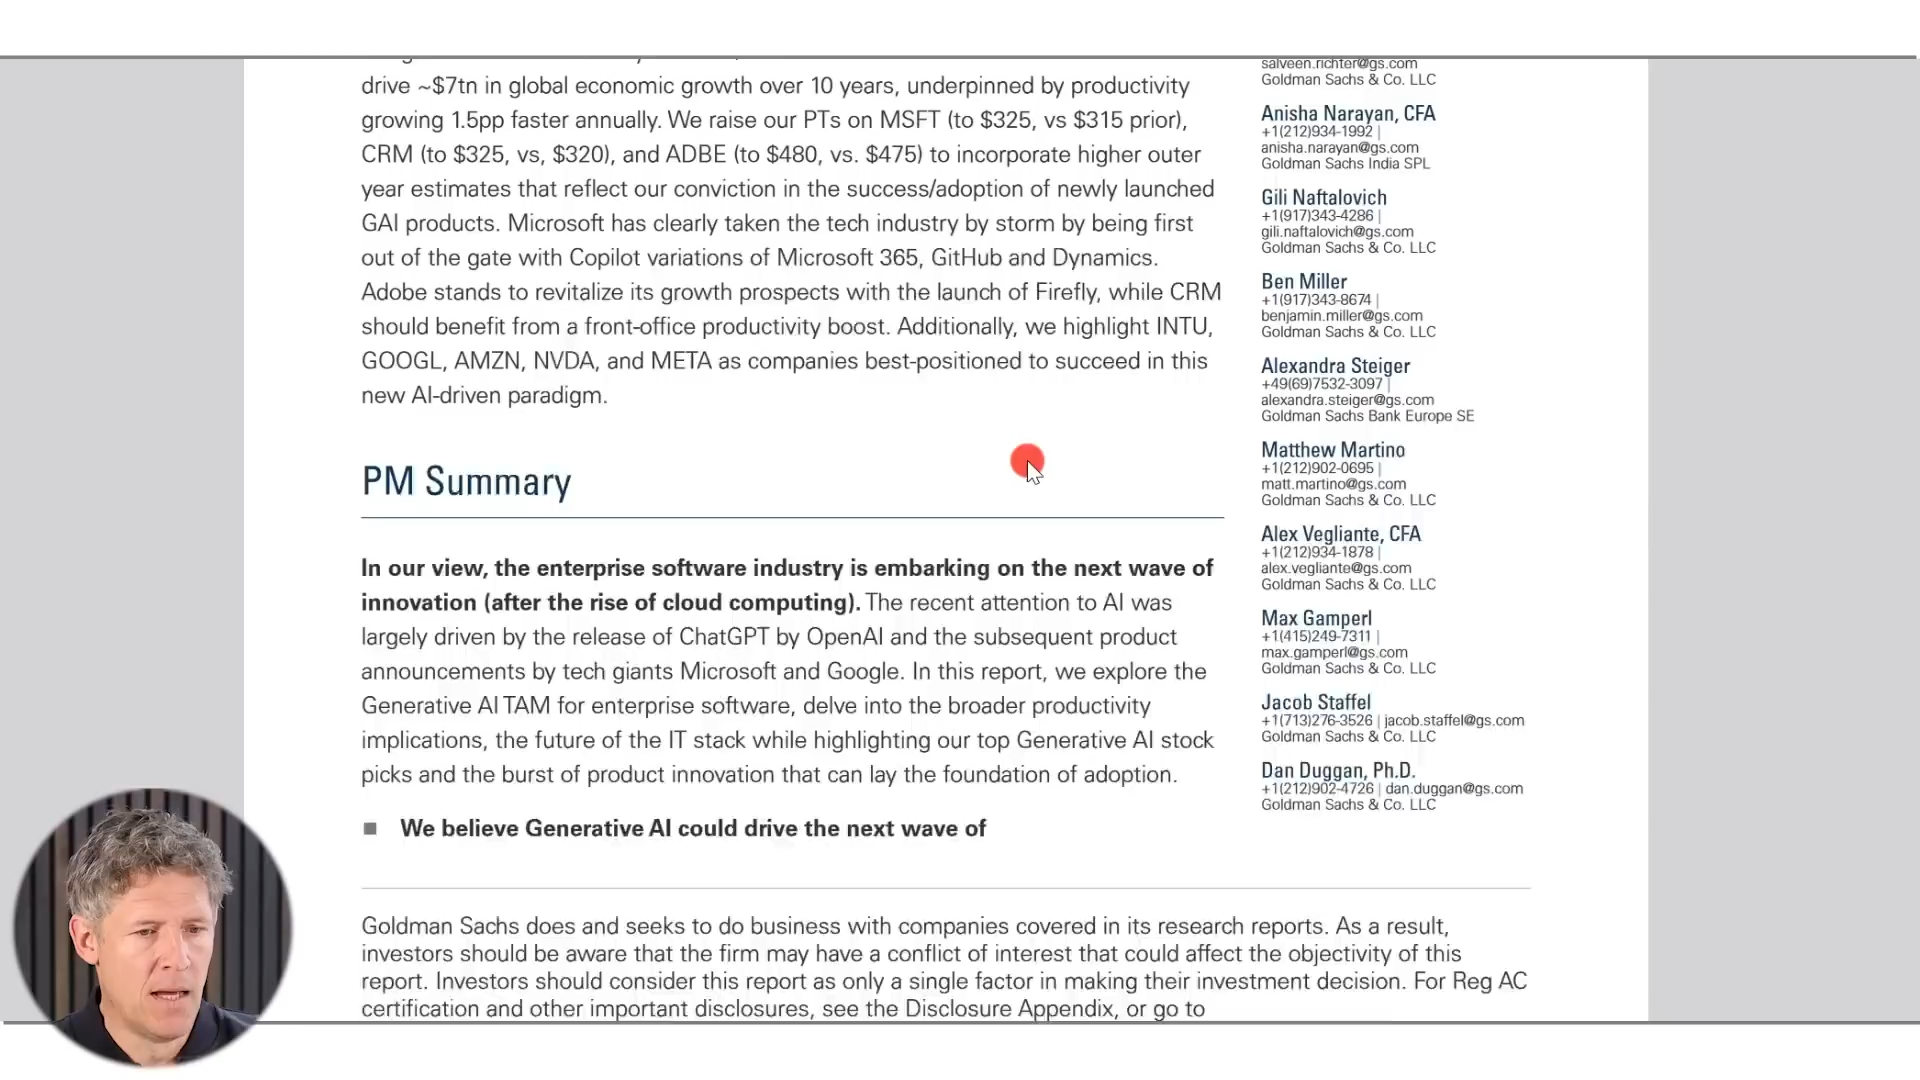 drive ~$7tn in global economic growth over 10 years, underpinned by productivity
growing 1.5pp faster annually. We raise our PTs on MSFT (to $325, vs $315 prior),
CRM (to $325, vs, $320), and ADBE (to $480, vs. $475) to incorporate higher outer
year estimates that reflect our conviction in the success/adoption of newly launched
GAI products. Microsoft has clearly taken the tech industry by storm by being first
out of the gate with Copilot variations of Microsoft 365, GitHub and Dynamics.
Adobe stands to revitalize its growth prospects with the launch of Firefly, while CRM
should benefit from a front-office productivity boost. Additionally, we highlight INTU,
GOOGL, AMZN, NVDA, and META as companies best-positioned to succeed in this
new AI-driven paradigm.
PM Summary
In our view, the enterprise software industry is embarking on the next wave of
innovation (after the rise of cloud computing). The recent attention to AI was
largely driven by the release of ChatGPT by OpenAI and the subsequent product
announcements by tech giants Microsoft and Google. In this report, we explore the
Generative AI TAM for enterprise software, delve into the broader productivity
implications, the future of the IT stack while highlighting our top Generative AI stock
picks and the burst of product innovation that can lay the foundation of adoption.
■ We believe Generative AI could drive the next wave of
salveen.richter@gs.com
Goldman Sachs & Co. LLC
Anisha Narayan, CFA
+1(212)934-1992 |
anisha.narayan@gs.com
Goldman Sachs India SPL
Gili Naftalovich
+1(917)343-4286 |
gili.naftalovich@gs.com
Goldman Sachs & Co. LLC
Ben Miller
+1(917)343-8674 |
benjamin.miller@gs.com
Goldman Sachs & Co. LLC
Alexandra Steiger
+49(69)7532-3097 |
alexandra.steiger@gs.com
Goldman Sachs Bank Europe SE
Matthew Martino
+1(212)902-0695 |
matt.martino@gs.com
Goldman Sachs & Co. LLC
Alex Vegliante, CFA
+1(212)934-1878 |
alex.vegliante@gs.com
Goldman Sachs & Co. LLC
Max Gamperl
+1(415)249-7311 |
max.gamperl@gs.com
Goldman Sachs & Co. LLC
Jacob Staffel
+1(713)276-3526 | jacob.staffel@gs.com
Goldman Sachs & Co. LLC
Dan Duggan, Ph.D.
+1(212)902-4726 | dan.duggan@gs.com
Goldman Sachs & Co. LLC
Goldman Sachs does and seeks to do business with companies covered in its research reports. As a result,
investors should be aware that the firm may have a conflict of interest that could affect the objectivity of this
report. Investors should consider this report as only a single factor in making their investment decision. For Reg AC
certification and other important disclosures, see the Disclosure Appendix, or go to